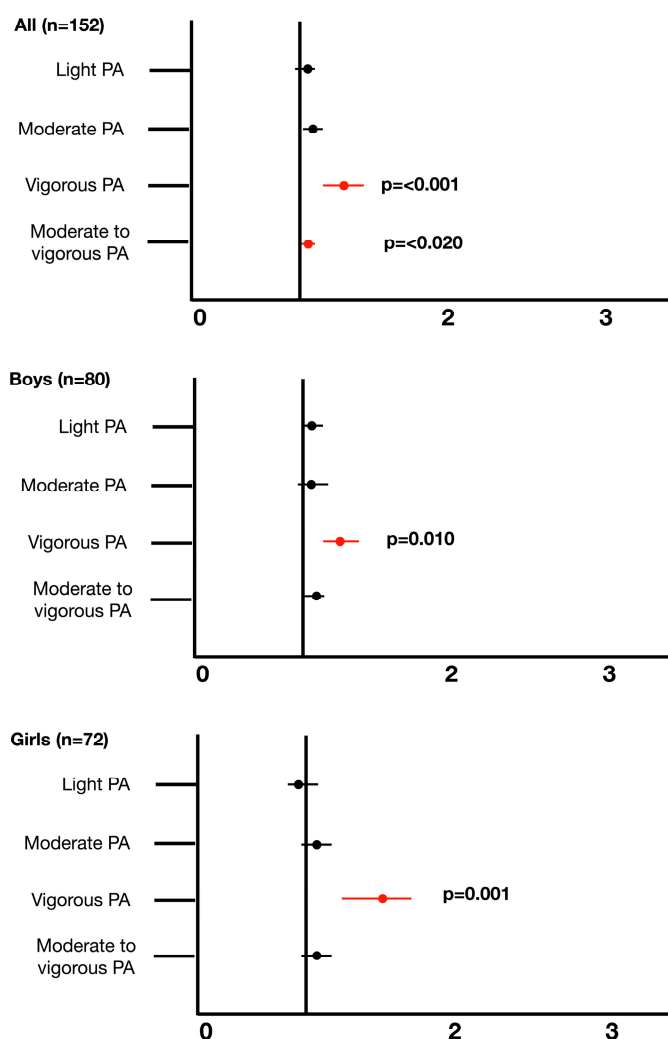 All (n=152)
Light PA
Moderate PA
Vigorous PA
p=<0.001
Moderate to
vigorous PA
p=<0.020
0 2 3
Boys (n=80)
Light PA
Moderate PA
Vigorous PA
p=0.010
Moderate to
vigorous PA
0 2 3
Girls (n=72)
Light PA
Moderate PA
Vigorous PA
p=0.001
Moderate to
vigorous PA
0 2 3